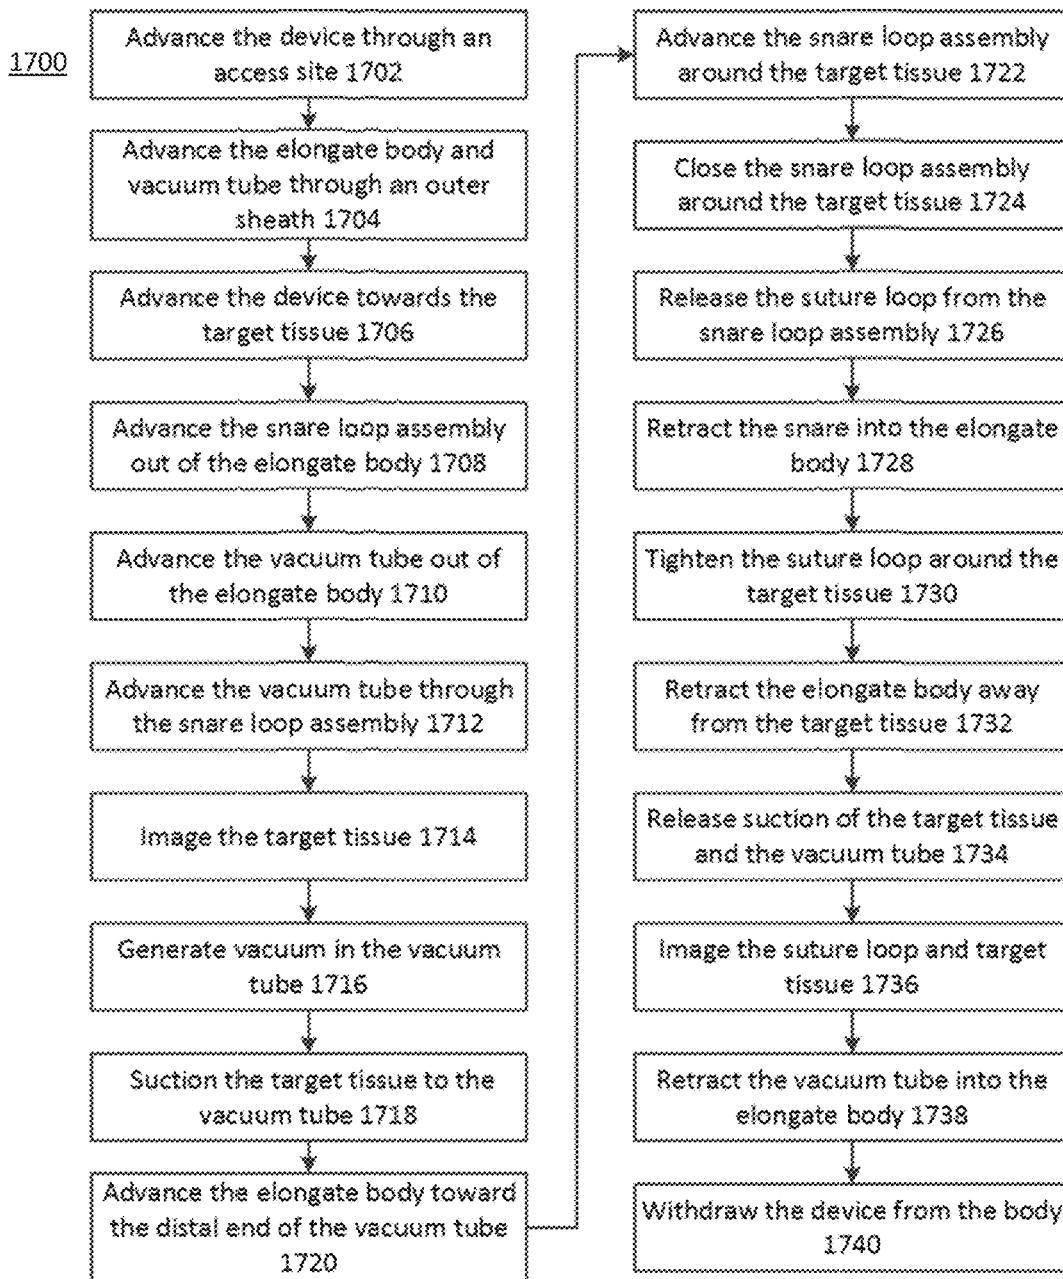 1700
Advance the device through an
access site 1702
Advance the elongate body and
vacuum tube through an outer
sheath 1704
Advance the device towards the
target tissue 1706
Advance the snare loop assembly
out of the elongate body 1708
Advance the vacuum tube out of
the elongate body 1710
Advance the vacuum tube through
the snare loop assembly 1712
Image the target tissue 1714
Generate vacuum in the vacuum
tube 1716
Suction the target tissue to the
vacuum tube 1718
Advance the elongate body toward
the distal end of the vacuum tube
1720
Advance the snare loop assembly
around the target tissue 1722
Close the snare loop assembly
around the target tissue 1724
Release the suture loop from the
snare loop assembly 1726
Retract the snare into the elongate
body 1728
Tighten the suture loop around the
target tissue 1730
Retract the elongate body away
from the target tissue 1732
Release suction of the target tissue
and the vacuum tube 1734
Image the suture loop and target
tissue 1736
Retract the vacuum tube into the
elongate body 1738
Withdraw the device from the body
1740